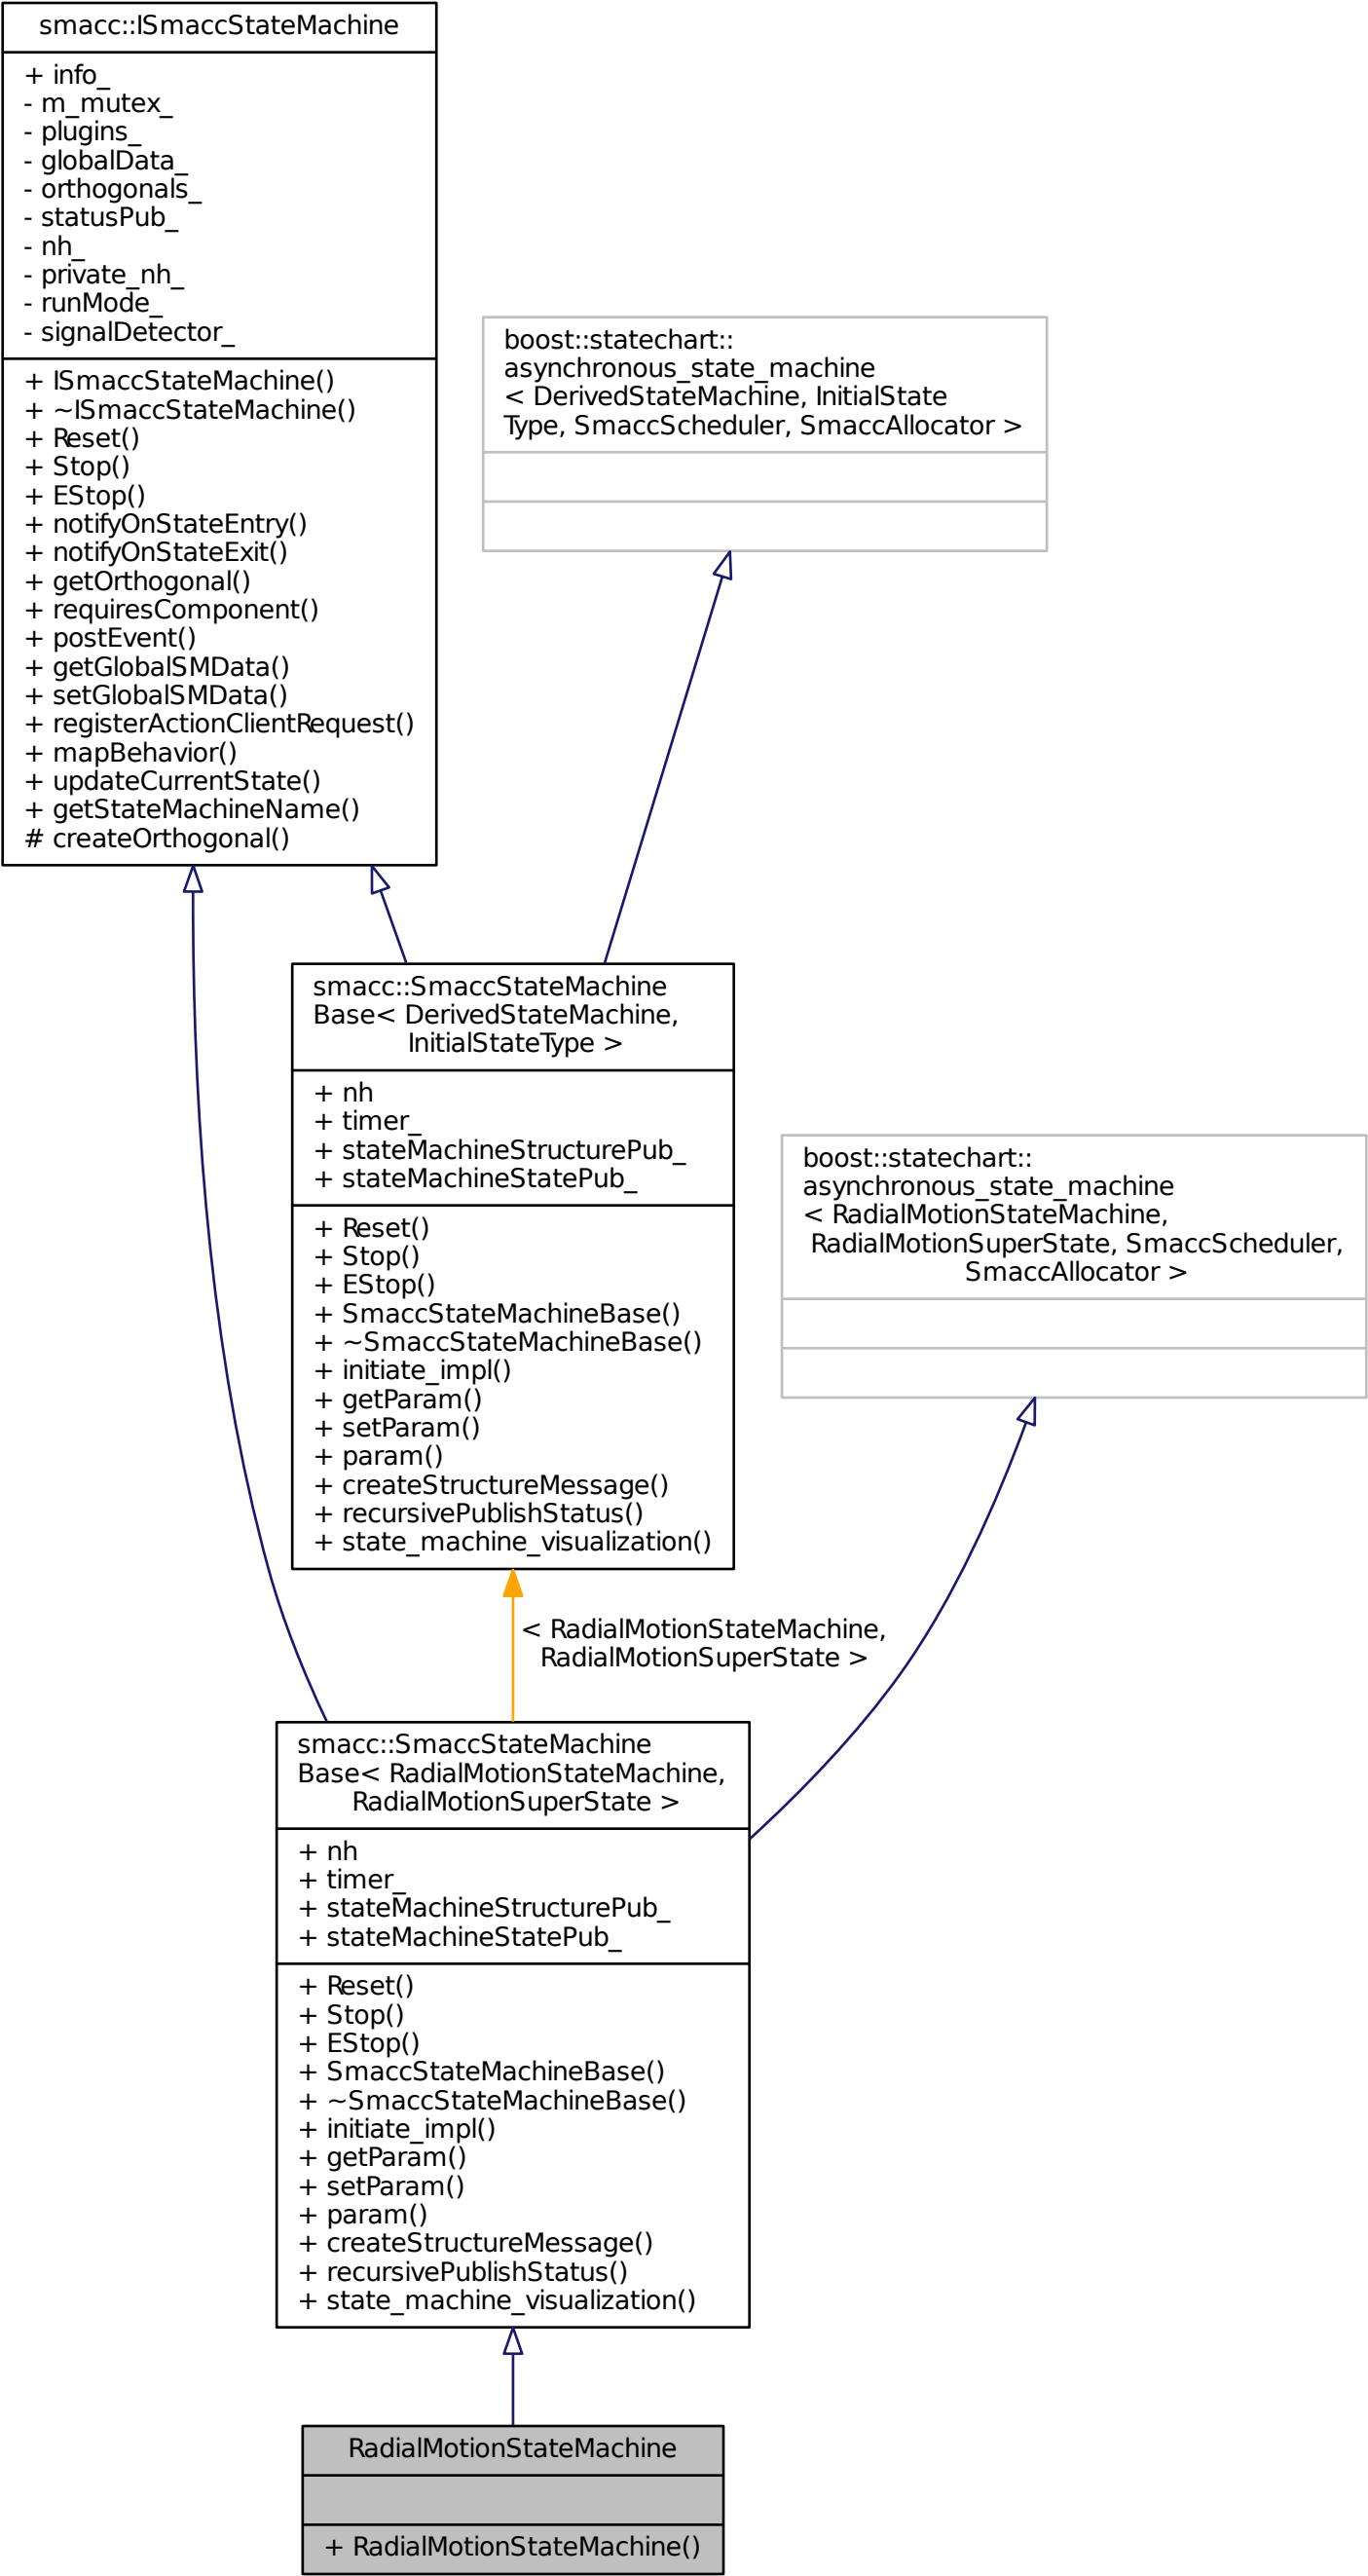 smacc::ISmaccStateMachine
+ info_
- m_mutex_
- plugins_
- globalData_
- orthogonals_
- statusPub_
- nh_
- private_nh_
- runMode_
- signalDetector_
+ ISmaccStateMachine()
+ ~ISmaccStateMachine()
+ Reset()
+ Stop()
+ EStop()
+ notifyOnStateEntry()
+ notifyOnStateExit()
+ getOrthogonal()
+ requiresComponent()
+ postEvent()
+ getGlobalSMData()
+ setGlobalSMData()
+ registerActionClientRequest()
+ mapBehavior()
+ updateCurrentState()
+ getStateMachineName()
# createOrthogonal()
boost::statechart::
asynchronous_state_machine
< DerivedStateMachine, InitialState
Type, SmaccScheduler, SmaccAllocator >
smacc::SmaccStateMachine
Base< DerivedStateMachine,
InitialStateType >
+ nh
+ timer_
+ stateMachineStructurePub_
+ stateMachineStatePub_
+ Reset()
+ Stop()
+ EStop()
+ SmaccStateMachineBase()
+ ~SmaccStateMachineBase()
+ initiate_impl()
+ getParam()
+ setParam()
+ param()
+ createStructureMessage()
+ recursivePublishStatus()
+ state_machine_visualization()
boost::statechart::
asynchronous_state_machine
< RadialMotionStateMachine,
RadialMotionSuperState, SmaccScheduler,
SmaccAllocator >
< RadialMotionStateMachine,
RadialMotionSuperState >
smacc::SmaccStateMachine
Base< RadialMotionStateMachine,
RadialMotionSuperState >
+ nh
+ timer_
+ stateMachineStructurePub_
+ stateMachineStatePub_
+ Reset()
+ Stop()
+ EStop()
+ SmaccStateMachineBase()
+ ~SmaccStateMachineBase()
+ initiate_impl()
+ getParam()
+ setParam()
+ param()
+ createStructureMessage()
+ recursivePublishStatus()
+ state_machine_visualization()
RadialMotionStateMachine
+ RadialMotionStateMachine()